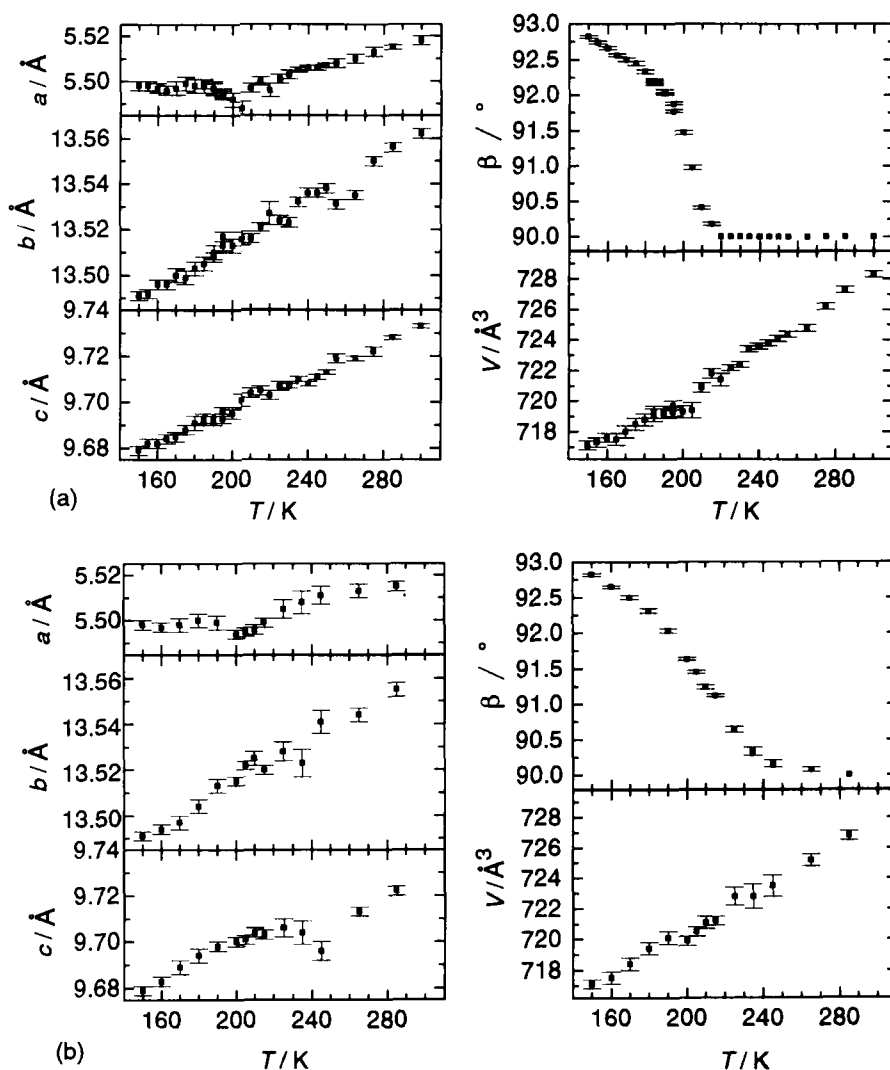 5.52
5.50
a / Å
13.56
13.54
13.52
13.50
b / Å
9.74
9.72
9.70
9.68
c / Å
160 200 240 280
T / K
(a)
93.0
92.5
92.0
91.5
91.0
90.5
90.0
β / °
728
726
724
722
720
718
V/Å³
160 200 240 280
T / K
5.52
5.50
a / Å
13.56
13.54
13.52
13.50
b / Å
9.74
9.72
9.70
9.68
c / Å
160 200 240 280
T / K
(b)
93.0
92.5
92.0
91.5
91.0
90.5
90.0
β / °
728
726
724
722
720
718
V/Å³
160 200 240 280
T / K